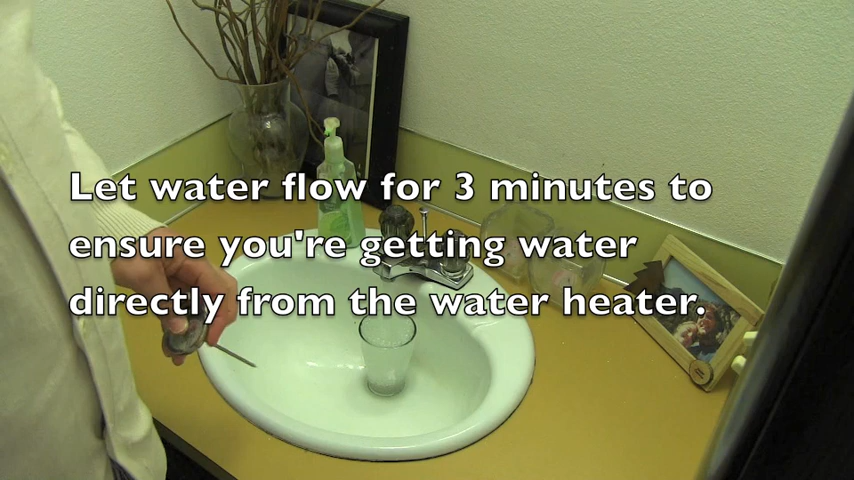 Let water flow for 3 minutes to
ensure you're getting water
directly from the water heater.